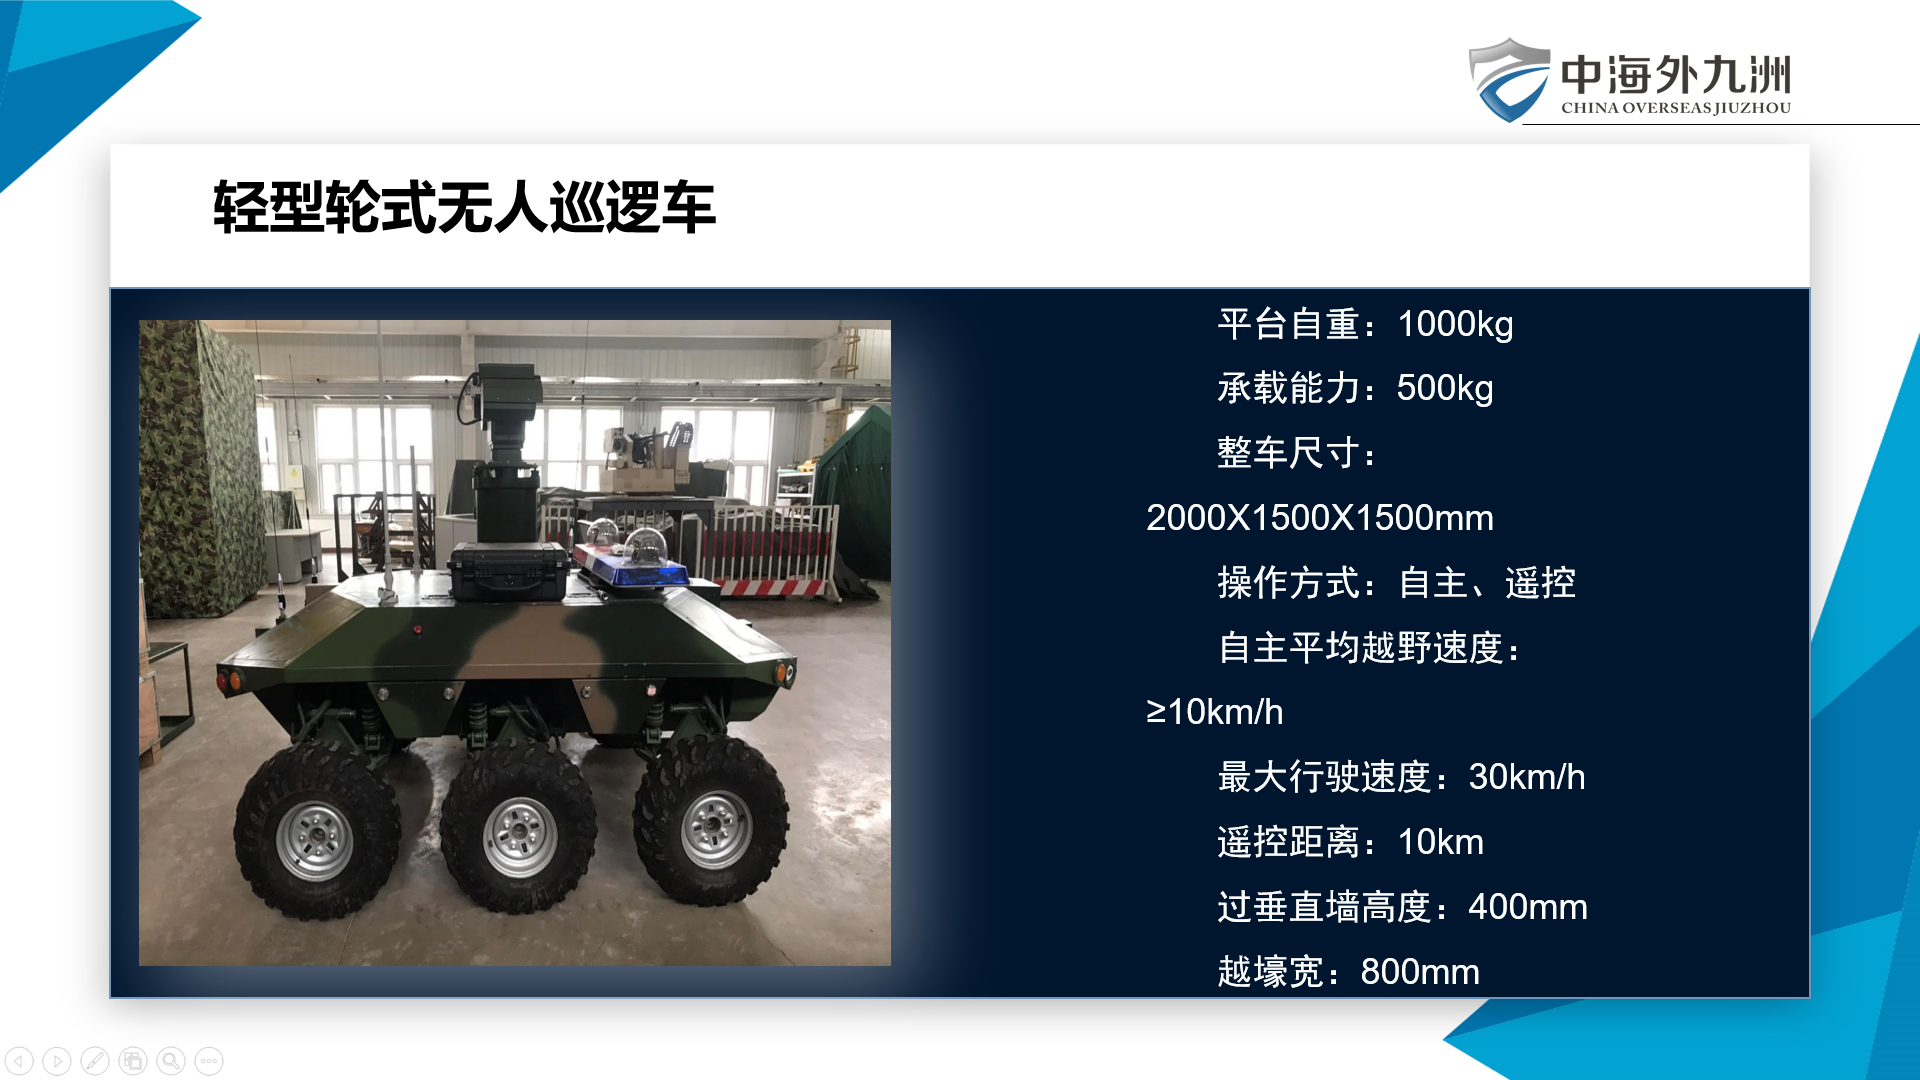 中海外九洲
CHINA OVERSEAS JIUZHOU
轻型轮式无人巡逻车
平台自重：1000kg
承载能力：500kg
整车尺寸：
2000X1500X1500mm
操作方式：自主、遥控
自主平均越野速度：
≥10km/h
最大行驶速度：30km/h
遥控距离：10km
过垂直墙高度：400mm
越壕宽：800mm